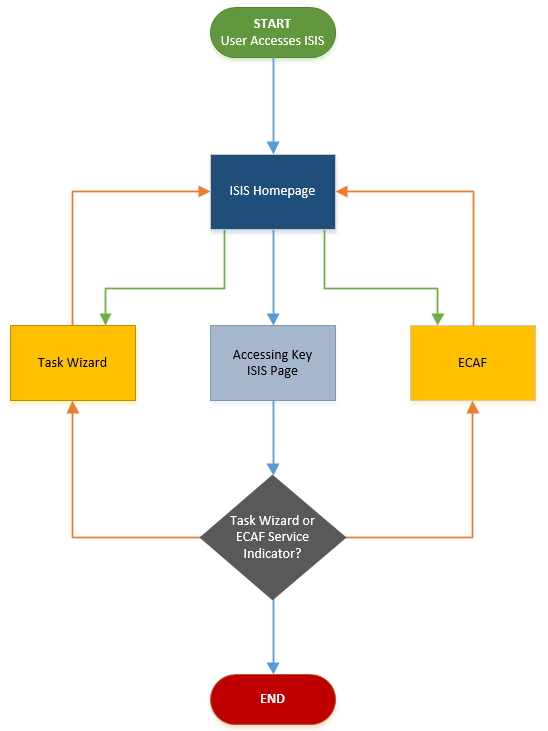 START
User Accesses ISIS
ISIS Homepage
Task Wizard
Accessing Key
ISIS Page
ECAF
Task Wizard or
ECAF Service
Indicator?
END